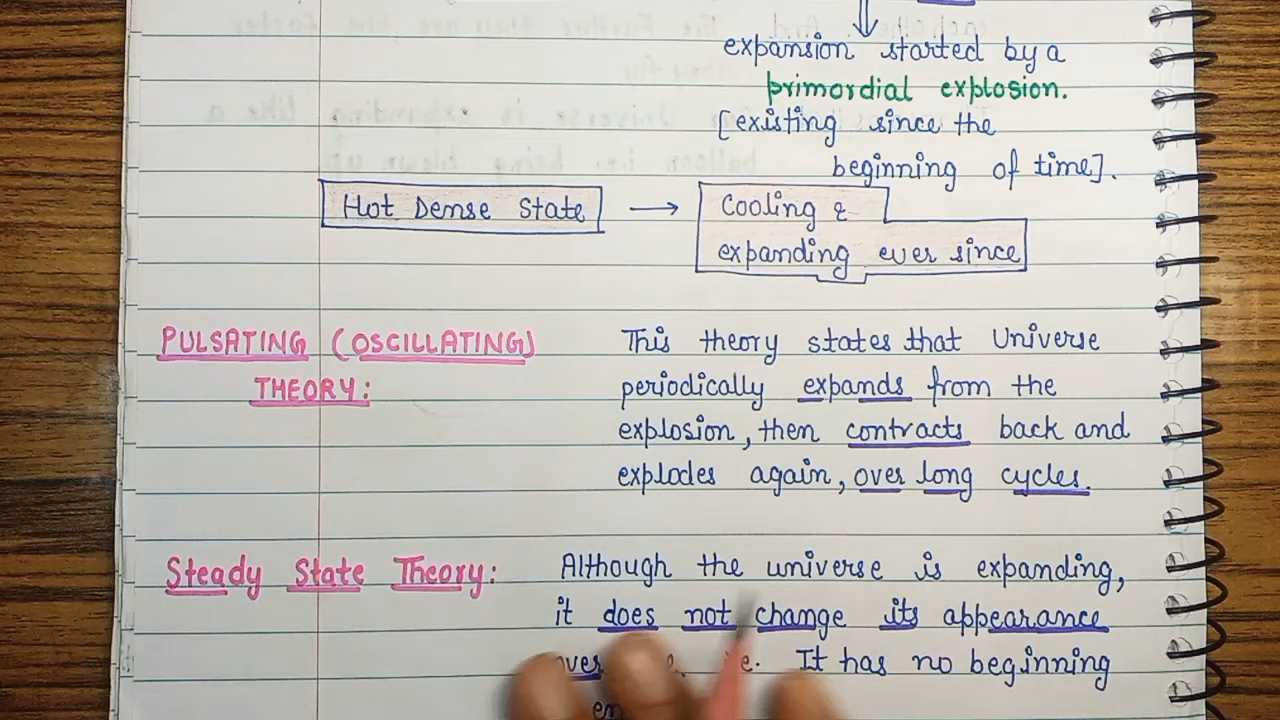 expansion started by a
primordial explosion.
[existing since the
beginning of time].
Hot Dense State → Cooling &
expanding ever since
PULSATING (OSCILLATING)
THEORY:
This theory states that Universe
periodically expands from the
explosion, then contracts back and
explodes again, over long cycles.
Steady State Theory:
Although the universe is expanding,
it does not change its appearance
over It has no beginning